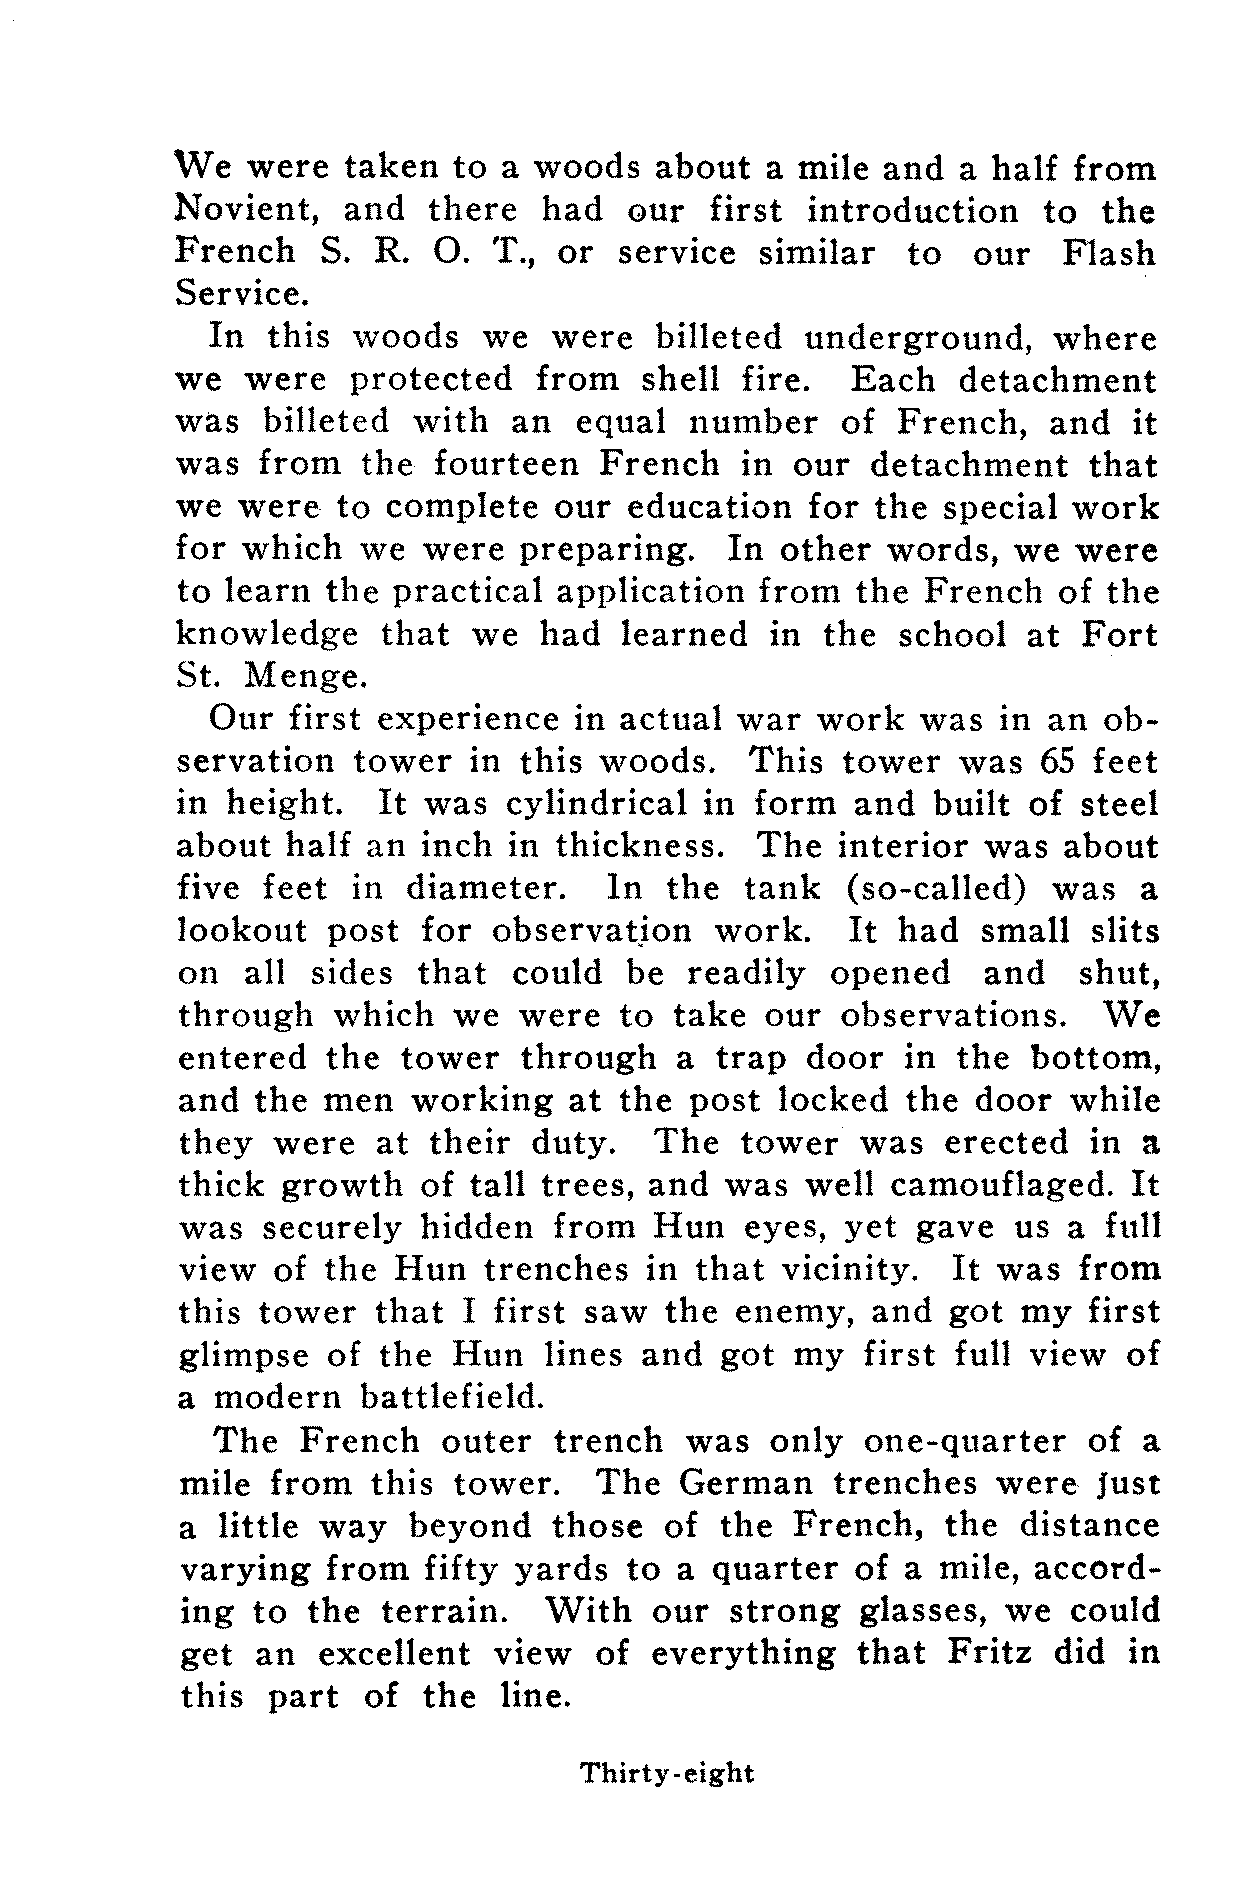 We were taken to a woods about a mile and a half from
Novient, and there had our first introduction to the
French S. R. O. T., or service similar to our Flash
Service.
In this woods we were billeted underground, where
we were protected from shell fire. Each detachment
was billeted with an equal number of French, and it
was from the fourteen French in our detachment that
we were to complete our education for the special work
for which we were preparing. In other words, we were
to learn the practical application from the French of the
knowledge that we had learned in the school at Fort
St. Menge.
Our first experience in actual war work was in an ob-
servation tower in this woods. This tower was 65 feet
in height. It was cylindrical in form and built of steel
about half an inch in thickness. The interior was about
five feet in diameter. In the tank (so-called) was a
lookout post for observation work. It had small slits
on all sides that could be readily opened and shut,
through which we were to take our observations. We
entered the tower through a trap door in the bottom,
and the men working at the post locked the door while
they were at their duty. The tower was erected in a
thick growth of tall trees, and was well camouflaged. It
was securely hidden from Hun eyes, yet gave us a full
view of the Hun trenches in that vicinity. It was from
this tower that I first saw the enemy, and got my first
glimpse of the Hun lines and got my first full view of
a modern battlefield.
The French outer trench was only one-quarter of a
mile from this tower. The German trenches were just
a little way beyond those of the French, the distance
varying from fifty yards to a quarter of a mile, accord-
ing to the terrain. With our strong glasses, we could
get an excellent view of everything that Fritz did in
this part of the line.
Thirty-eight